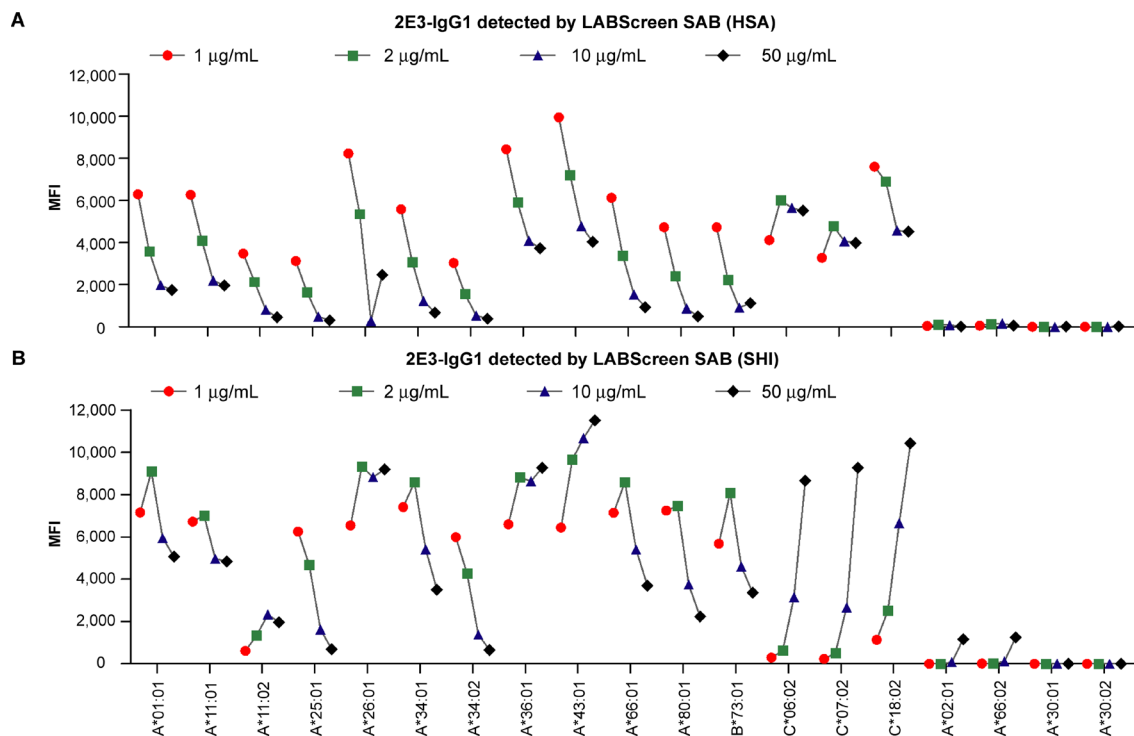 A
2E3-IgG1 detected by LABScreen SAB (HSA)
1 μg/mL 2 μg/mL 10 μg/mL 50 μg/mL
12,000
10,000
8,000
6,000
4,000
2,000
0
MFI
B
2E3-IgG1 detected by LABScreen SAB (SHI)
1 μg/mL 2 μg/mL 10 μg/mL 50 μg/mL
12,000
10,000
8,000
6,000
4,000
2,000
0
MFI
A*01:01
A*11:01
A*11:02
A*25:01
A*26:01
A*34:01
A*34:02
A*36:01
A*43:01
A*66:01
A*80:01
B*73:01
C*06:02
C*07:02
C*18:02
A*02:01
A*66:02
A*30:01
A*30:02